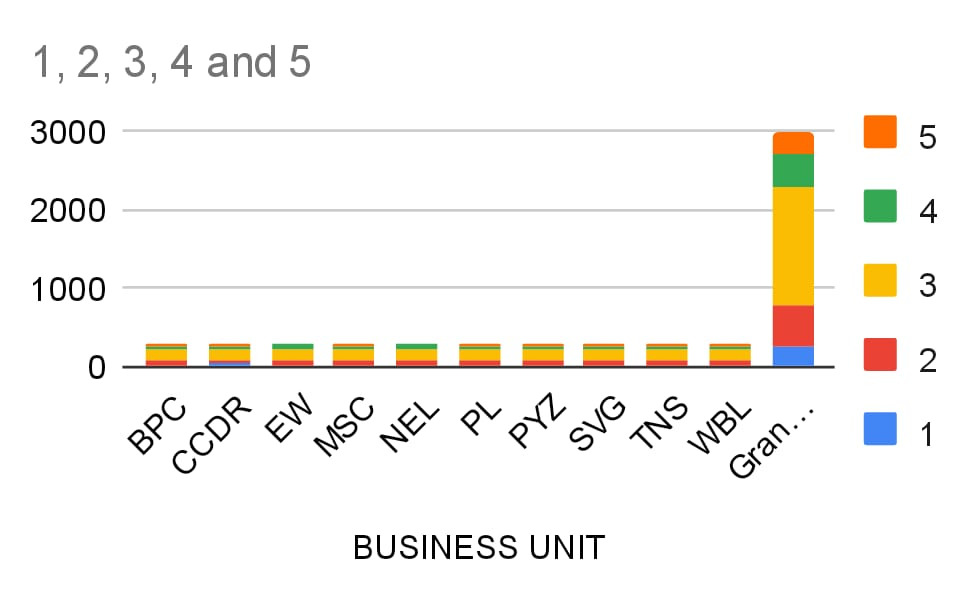 1, 2, 3, 4 and 5
3000
2000
1000
0
5
4
3
2
1
BPC
CCDR
EW
MSC
NEL
PL
PYZ
SVG
TNS
WBL
Gran…
BUSINESS UNIT